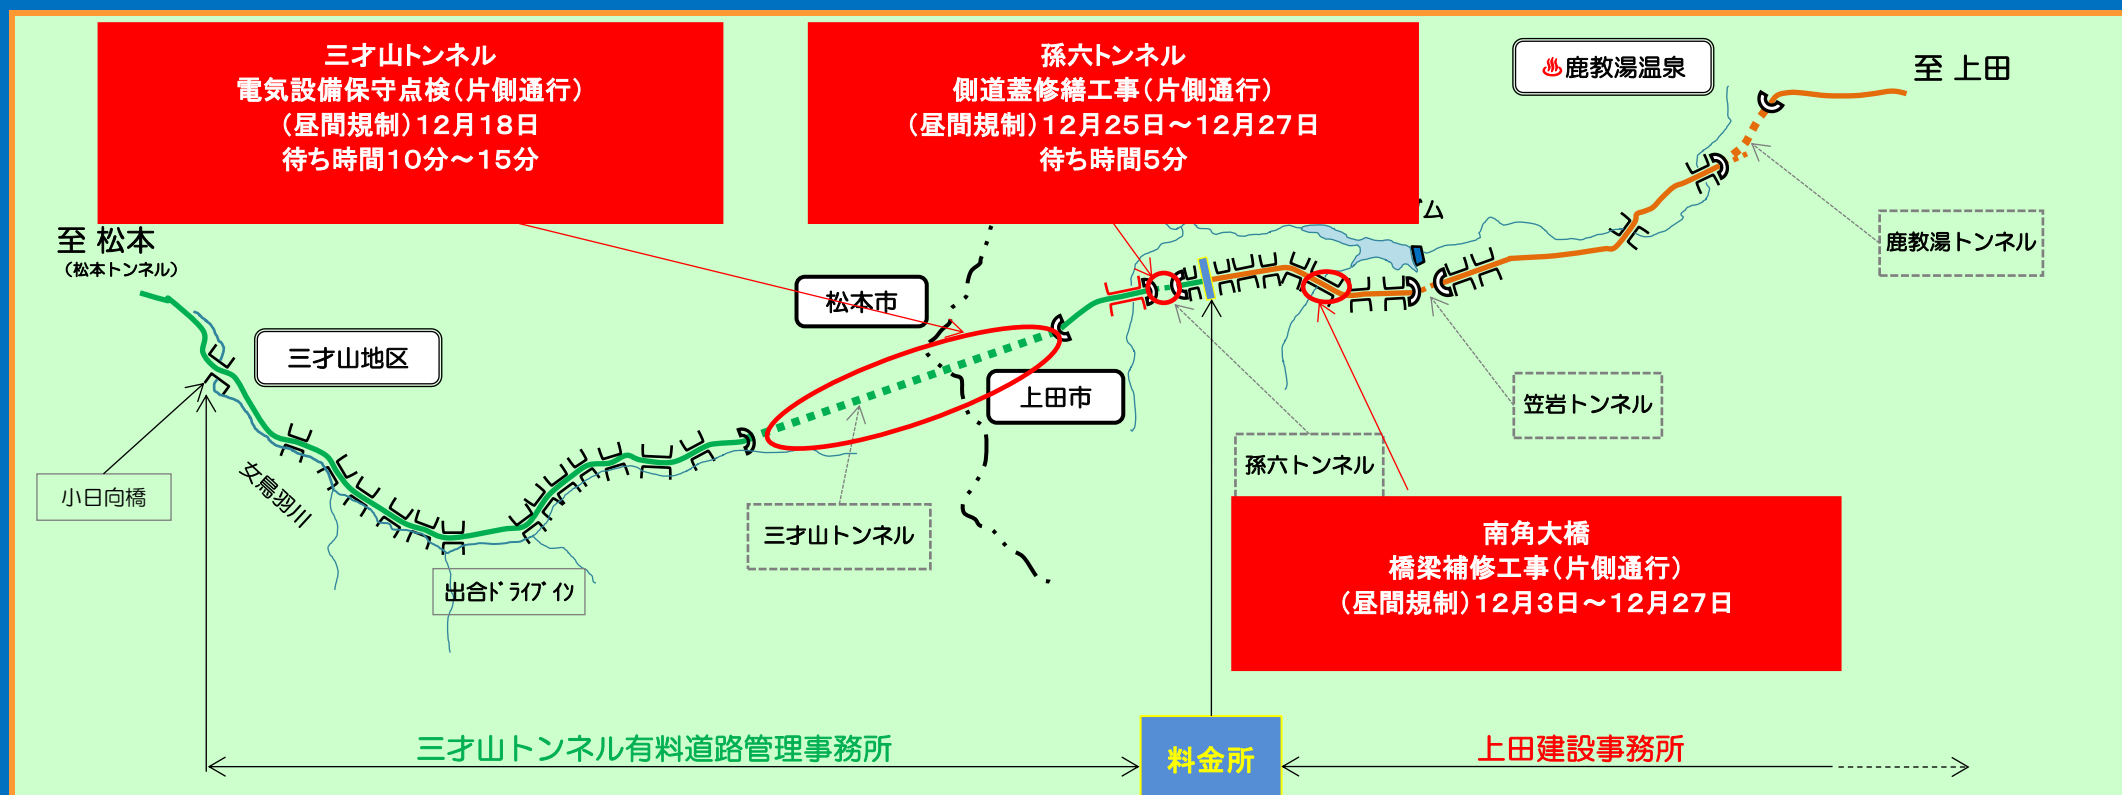 三才山トンネル
電気設備保守点検(片側通行)
(昼間規制)12月18日
待ち時間10分～15分
孫六トンネル
側道蓋修繕工事(片側通行)
(昼間規制)12月25日～12月27日
待ち時間5分
♨鹿教湯温泉
至 上田
ム
鹿教湯トンネル
至 松本
(松本トンネル)
松本市
三才山地区
上田市
笠岩トンネル
孫六トンネル
小日向橋
女鳥羽川
三才山トンネル
出合ﾄﾞﾗｲﾌﾞｲﾝ
南角大橋
橋梁補修工事(片側通行)
(昼間規制)12月3日～12月27日
三才山トンネル有料道路管理事務所
料金所
上田建設事務所